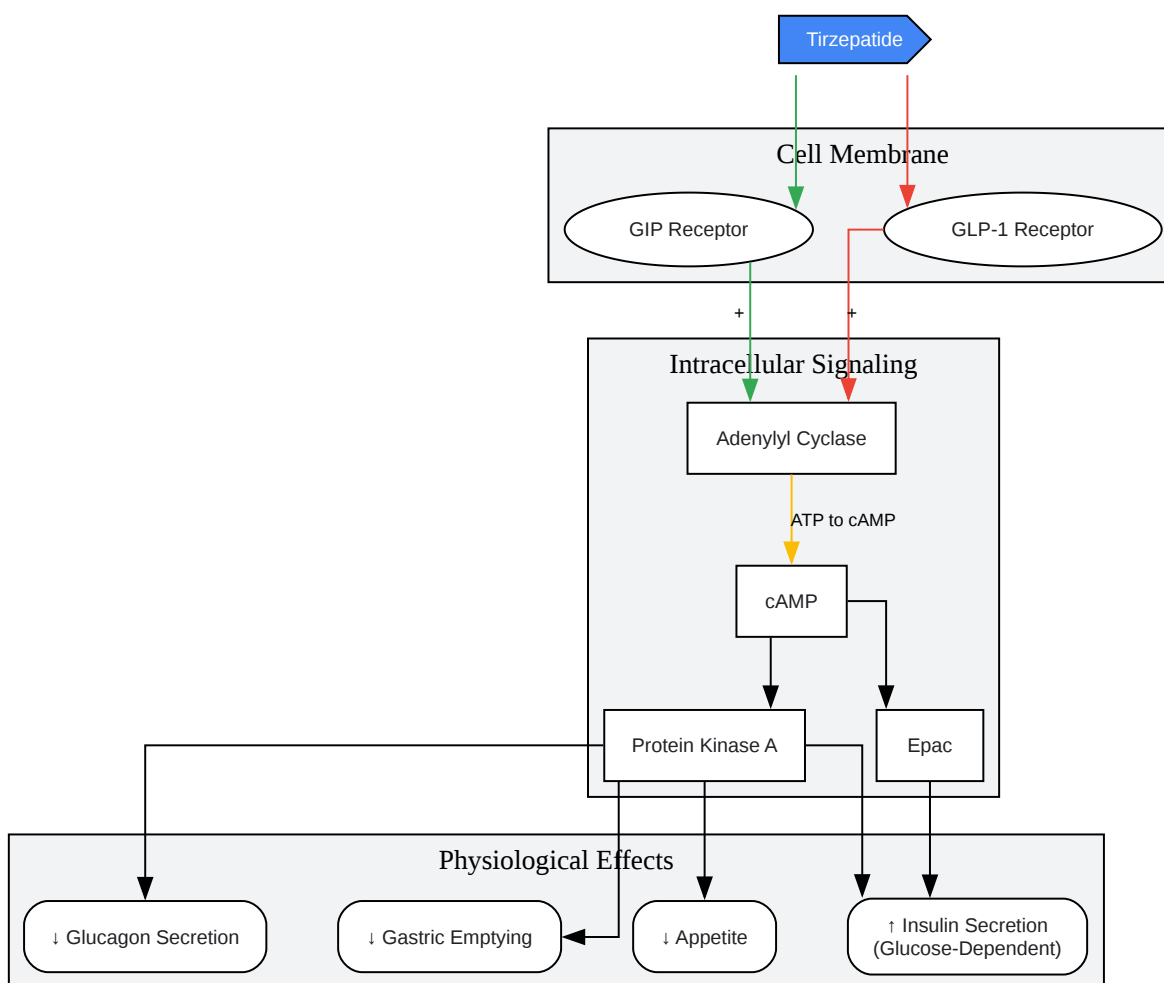 Tirzepatide
Cell Membrane
GIP Receptor
GLP-1 Receptor
+
+
Intracellular Signaling
Adenylyl Cyclase
ATP to cAMP
cAMP
Protein Kinase A
Epac
Physiological Effects
↓ Glucagon Secretion
↓ Gastric Emptying
↓ Appetite
↑ Insulin Secretion
(Glucose-Dependent)